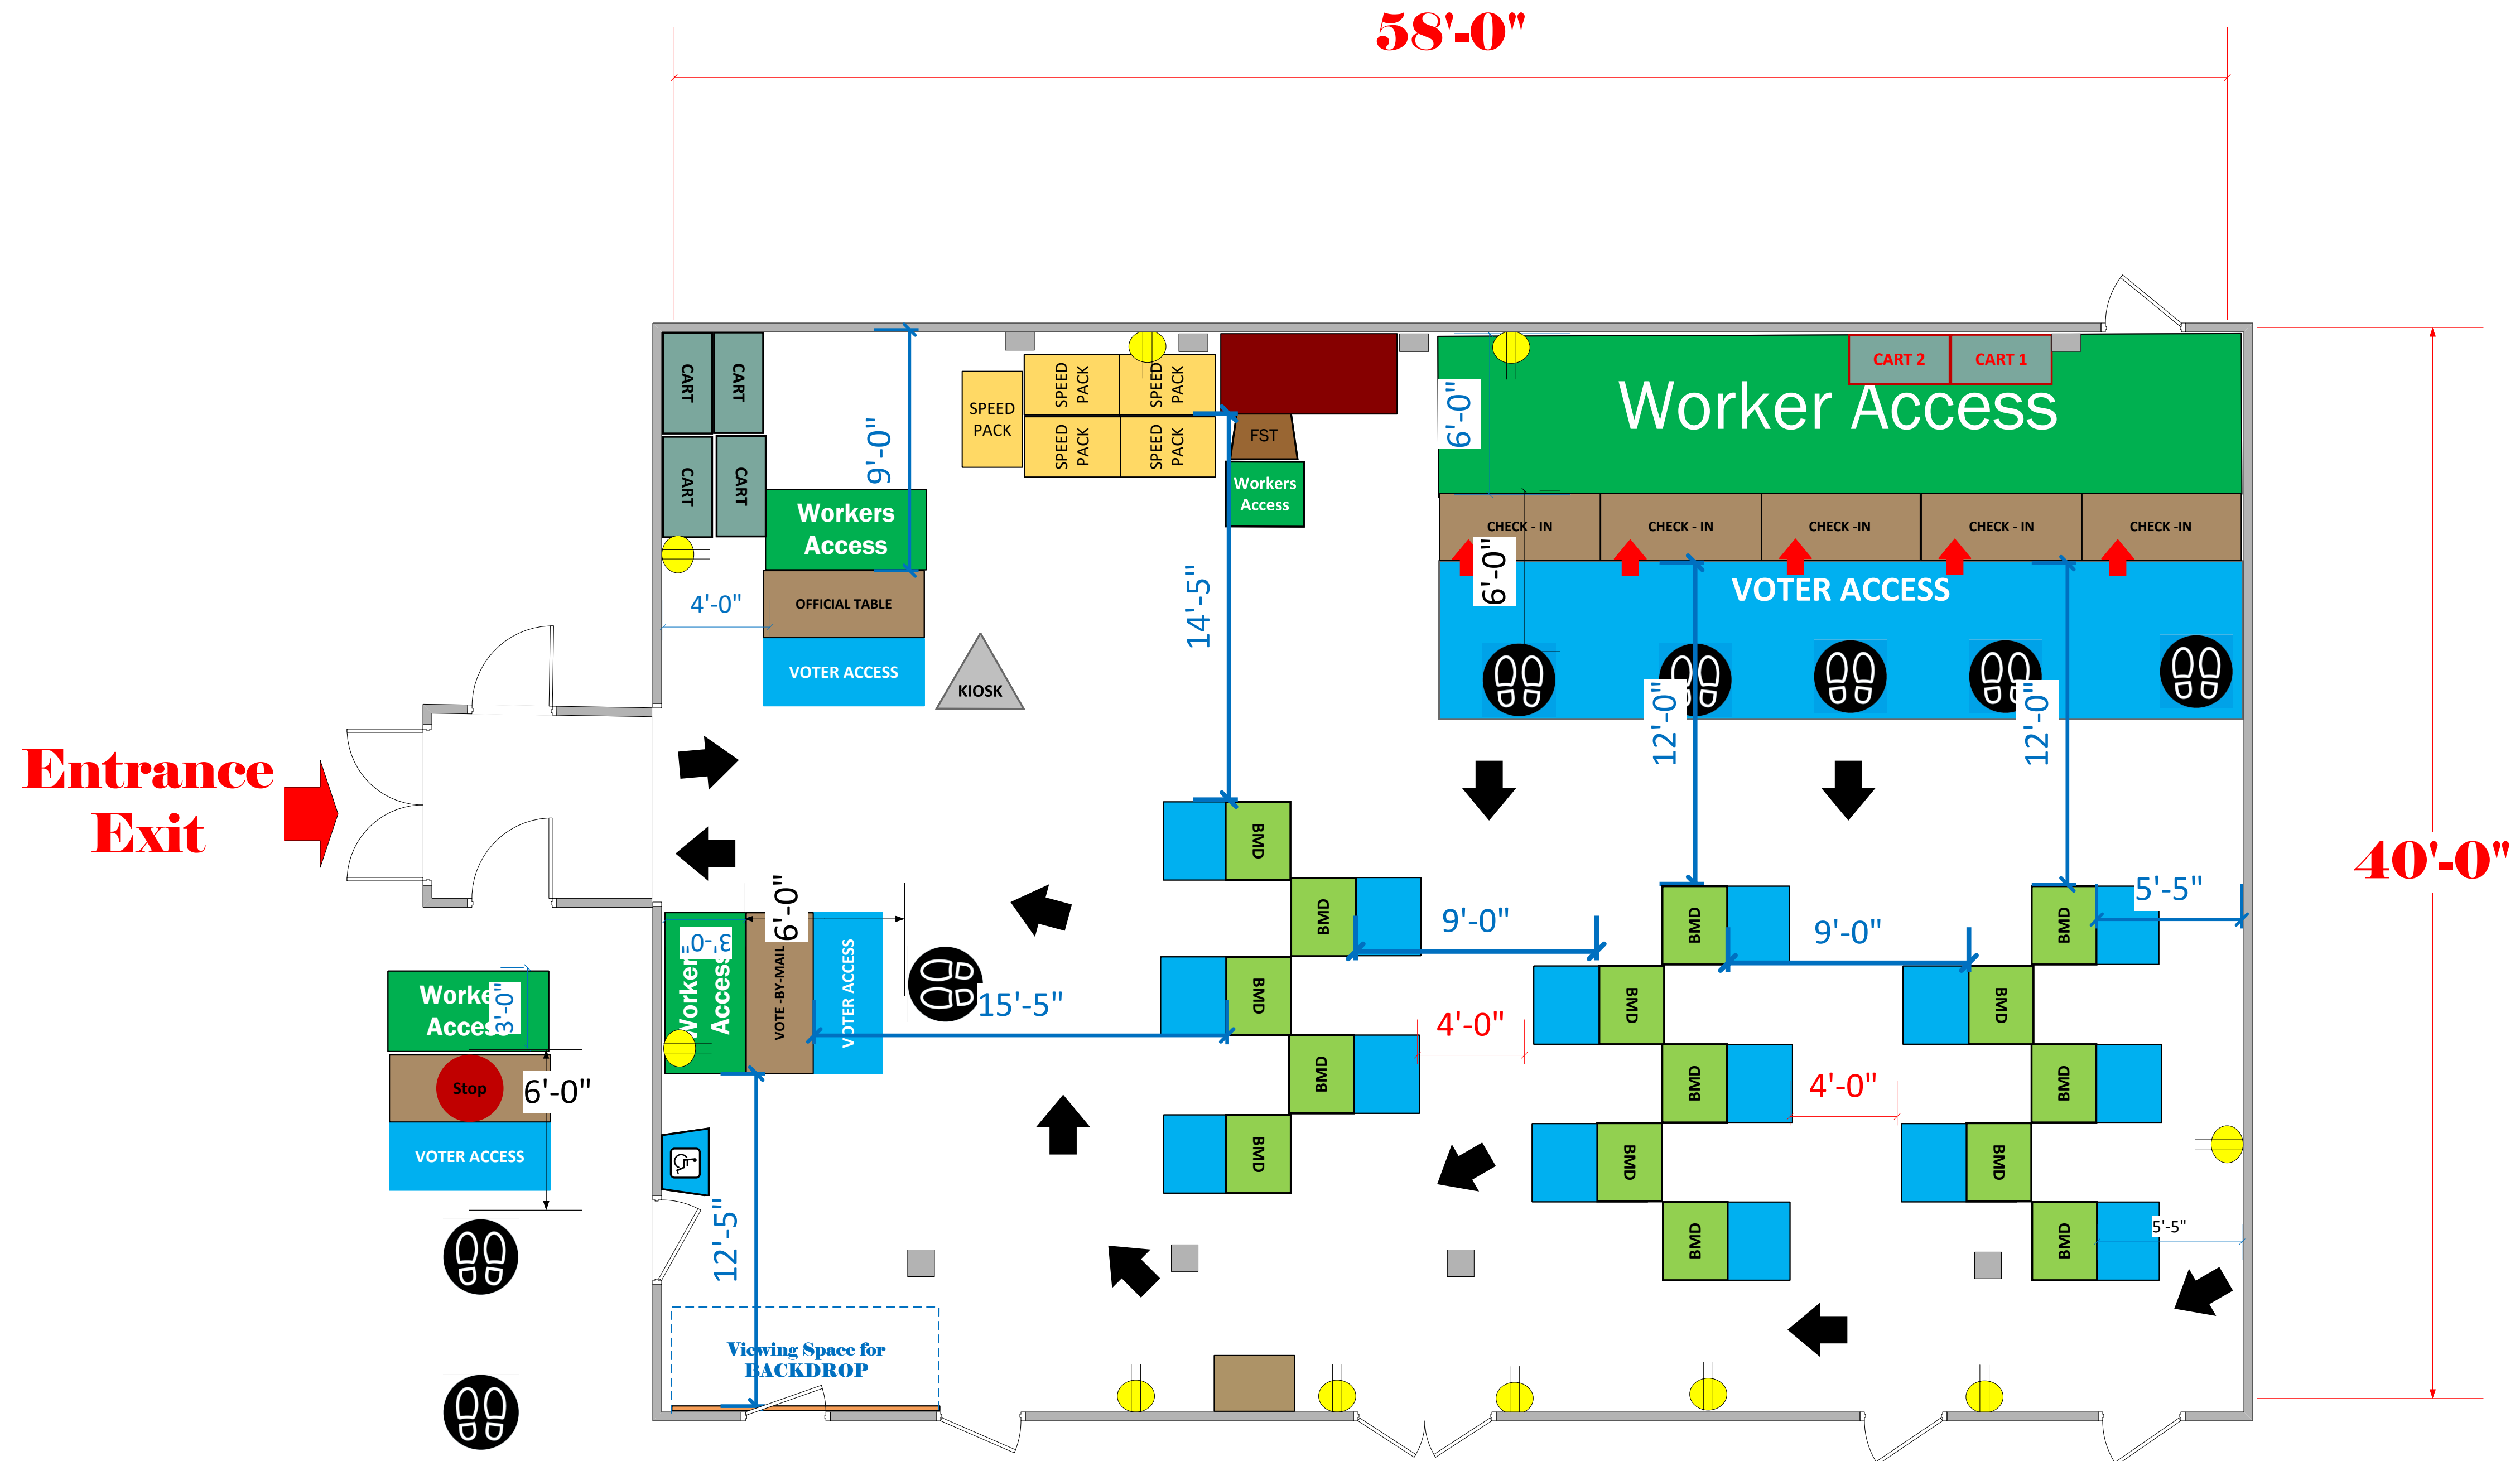 58'-0"
CART 2
CART 1
CART
CART
SPEED
PACK
SPEED
PACK
SPEED
PACK
Worker Access
6'-0"
9'-0"
FST
SPEED
PACK
SPEED
PACK
CART
CART
Workers
Access
Workers
Access
CHECK - IN
CHECK - IN
CHECK -IN
CHECK - IN
CHECK -IN
6'-0"
4'-0"
OFFICIAL TABLE
14'-5"
VOTER ACCESS
VOTER ACCESS
KIOSK
12'-0"
12'-0"
Entrance
Exit
BMD
40'-0"
5'-5"
BMD
9'-0"
BMD
9'-0"
BMD
3'-0"
6'-0"
Workers
Access
VOTE -BY-MAIL
VOTER ACCESS
15'-5"
BMD
BMD
BMD
4'-0"
Workers
Access
3'-0"
Stop
6'-0"
BMD
BMD
BMD
4'-0"
VOTER ACCESS
BMD
BMD
BMD
12'-5"
BMD
BMD
5'-5"
Viewing Space for
BACKDROP